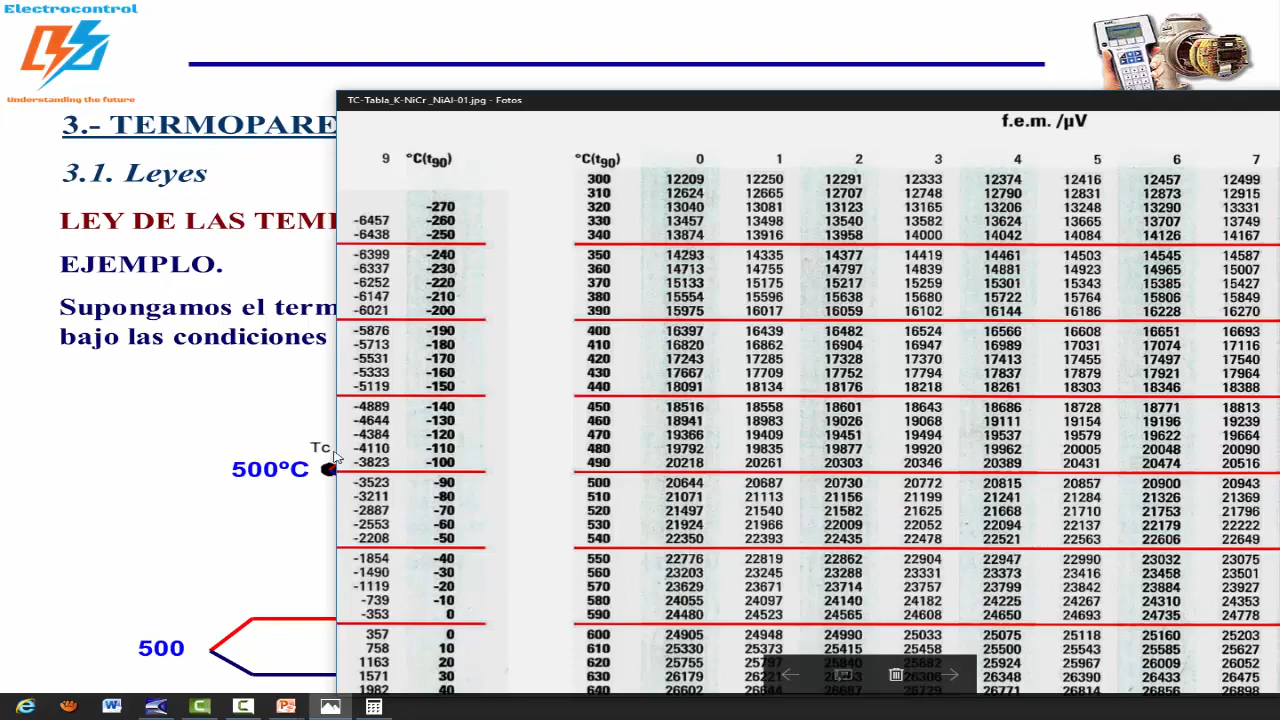 Electrocontrol
Understanding the future
3.- TERMOPARE
3.1. Leyes
LEY DE LAS TEM
EJEMPLO.
Supongamos el term
bajo las condiciones
Tc
500ºC
500
TC-Tabla_K-NiCr_NiAl-01.jpg - Fotos
f.e.m. /µV
9 °C(t90) °C(t90) 0 1 2 3 4 5 6 7
300 12209 12250 12291 12333 12374 12416 12457 12499
310 12624 12665 12707 12748 12790 12831 12873 12915
-270 320 13040 13081 13123 13165 13206 13248 13290 13331
-6457 -260 330 13457 13498 13540 13582 13624 13665 13707 13749
-6438 -250 340 13874 13916 13958 14000 14042 14084 14126 14167
-6399 -240 350 14293 14335 14377 14419 14461 14503 14545 14587
-6337 -230 360 14713 14755 14797 14839 14881 14923 14965 15007
-6252 -220 370 15133 15175 15217 15259 15301 15343 15385 15427
-6147 -210 380 15554 15596 15638 15680 15722 15764 15806 15849
-6021 -200 390 15975 16017 16059 16102 16144 16186 16228 16270
-5876 -190 400 16397 16439 16482 16524 16566 16608 16651 16693
-5713 -180 410 16820 16862 16904 16947 16989 17031 17074 17116
-5531 -170 420 17243 17285 17328 17370 17413 17455 17497 17540
-5333 -160 430 17667 17709 17752 17794 17837 17879 17921 17964
-5119 -150 440 18091 18134 18176 18218 18261 18303 18346 18388
-4889 -140 450 18516 18558 18601 18643 18686 18728 18771 18813
-4644 -130 460 18941 18983 19026 19068 19111 19154 19196 19239
-4384 -120 470 19366 19409 19451 19494 19537 19579 19622 19664
-4110 -110 480 19792 19835 19877 19920 19962 20005 20048 20090
-3823 -100 490 20218 20261 20303 20346 20389 20431 20474 20516
-3523 -90 500 20644 20687 20730 20772 20815 20857 20900 20943
-3211 -80 510 21071 21113 21156 21199 21241 21284 21326 21369
-2887 -70 520 21497 21540 21582 21625 21668 21710 21753 21796
-2553 -60 530 21924 21966 22009 22052 22094 22137 22179 22222
-2208 -50 540 22350 22393 22435 22478 22521 22563 22606 22649
-1854 -40 550 22776 22819 22862 22904 22947 22990 23032 23075
-1490 -30 560 23203 23245 23288 23331 23373 23416 23458 23501
-1119 -20 570 23629 23671 23714 23757 23799 23842 23884 23927
-739 -10 580 24055 24097 24140 24182 24225 24267 24310 24353
-353 0 590 24480 24523 24565 24608 24650 24693 24735 24778
357 0 600 24905 24948 24990 25033 25075 25118 25160 25203
758 10 610 25330 25373 25415 25458 25500 25543 25585 25627
1163 20 620 25755 25797 25840 25882 25924 25967 26009 26052
1571 30 630 26179 26221 26306 26348 26390 26433 26475
1982 40 640 26602 26644 26687 26729 26771 26814 26856 26898